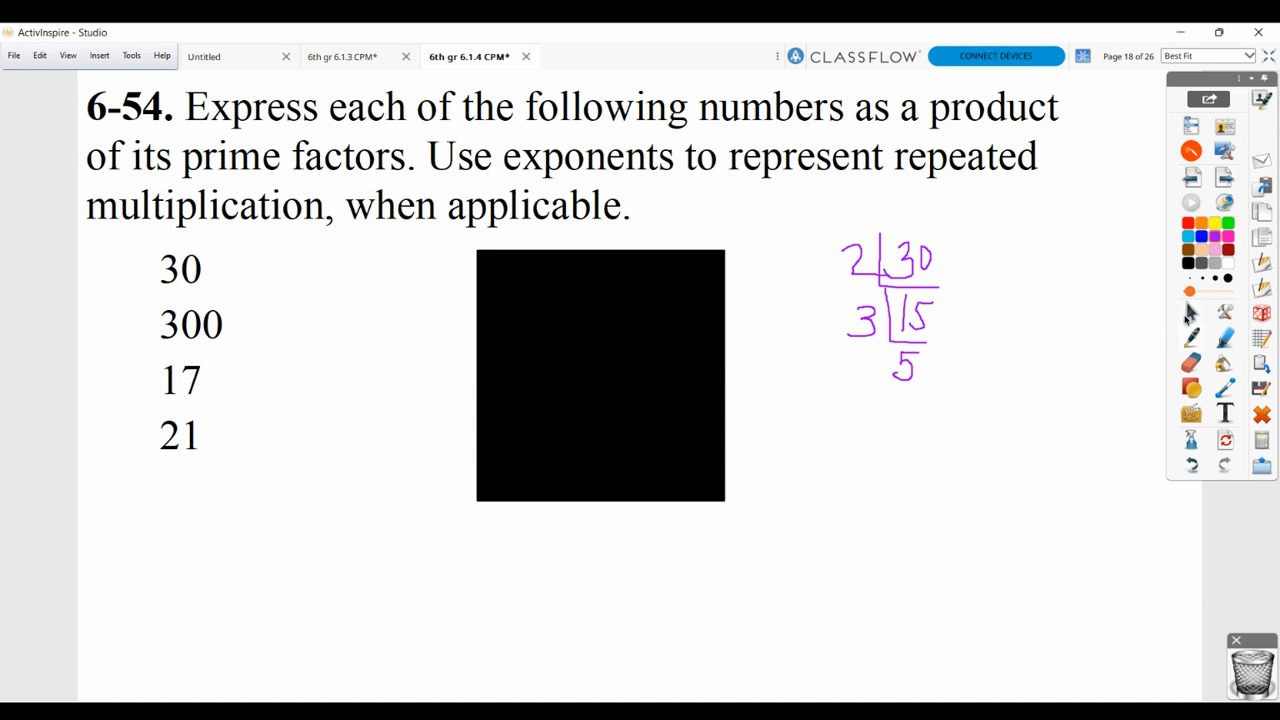 ActivInspire - Studio
File Edit View Insert Tools Help
Untitled
6th gr 6.1.3 CPM*
6th gr 6.1.4 CPM*
CLASSFLOW
CONNECT DEVICES
Page 18 of 26
Best Fit
6-54. Express each of the following numbers as a product
of its prime factors. Use exponents to represent repeated
multiplication, when applicable.
30
300
17
21
2 30
3 15
5